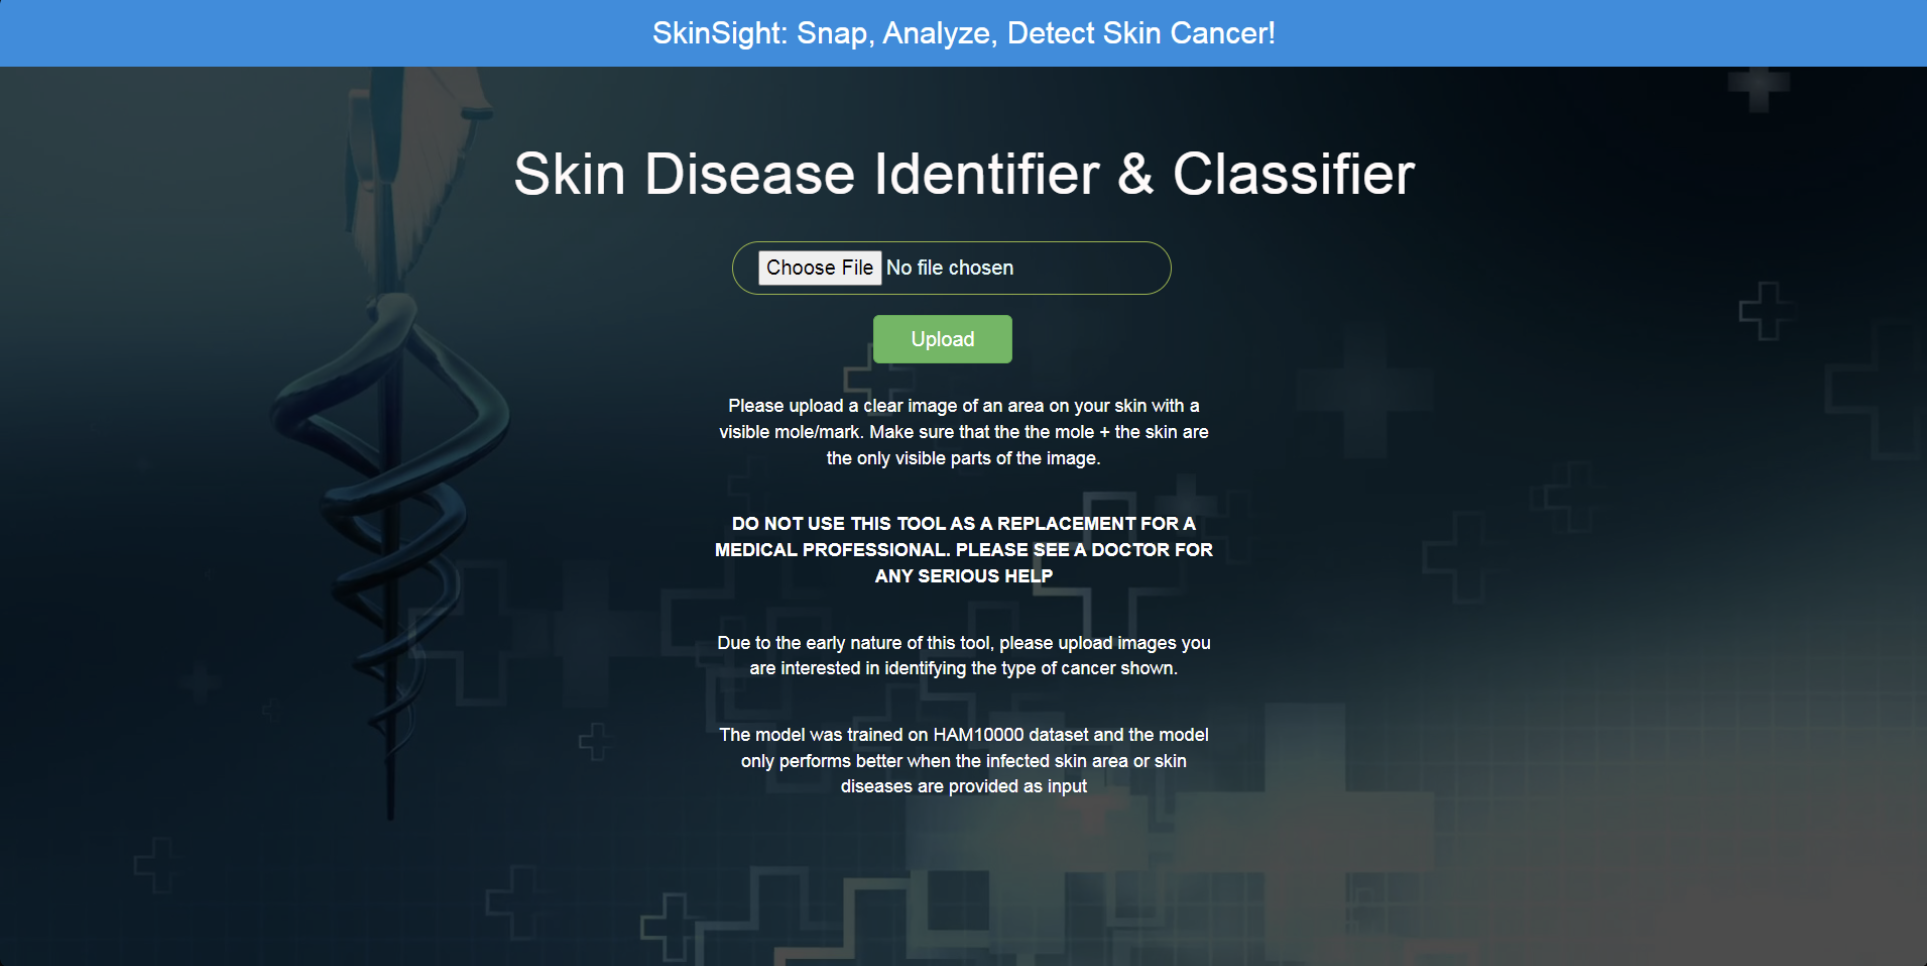 SkinSight: Snap, Analyze, Detect Skin Cancer!
Skin Disease Identifier & Classifier
Choose File No file chosen
Upload
Please upload a clear image of an area on your skin with a
visible mole/mark. Make sure that the the mole + the skin are
the only visible parts of the image.
DO NOT USE THIS TOOL AS A REPLACEMENT FOR A
MEDICAL PROFESSIONAL. PLEASE SEE A DOCTOR FOR
ANY SERIOUS HELP
Due to the early nature of this tool, please upload images you
are interested in identifying the type of cancer shown.
The model was trained on HAM10000 dataset and the model
only performs better when the infected skin area or skin
diseases are provided as input